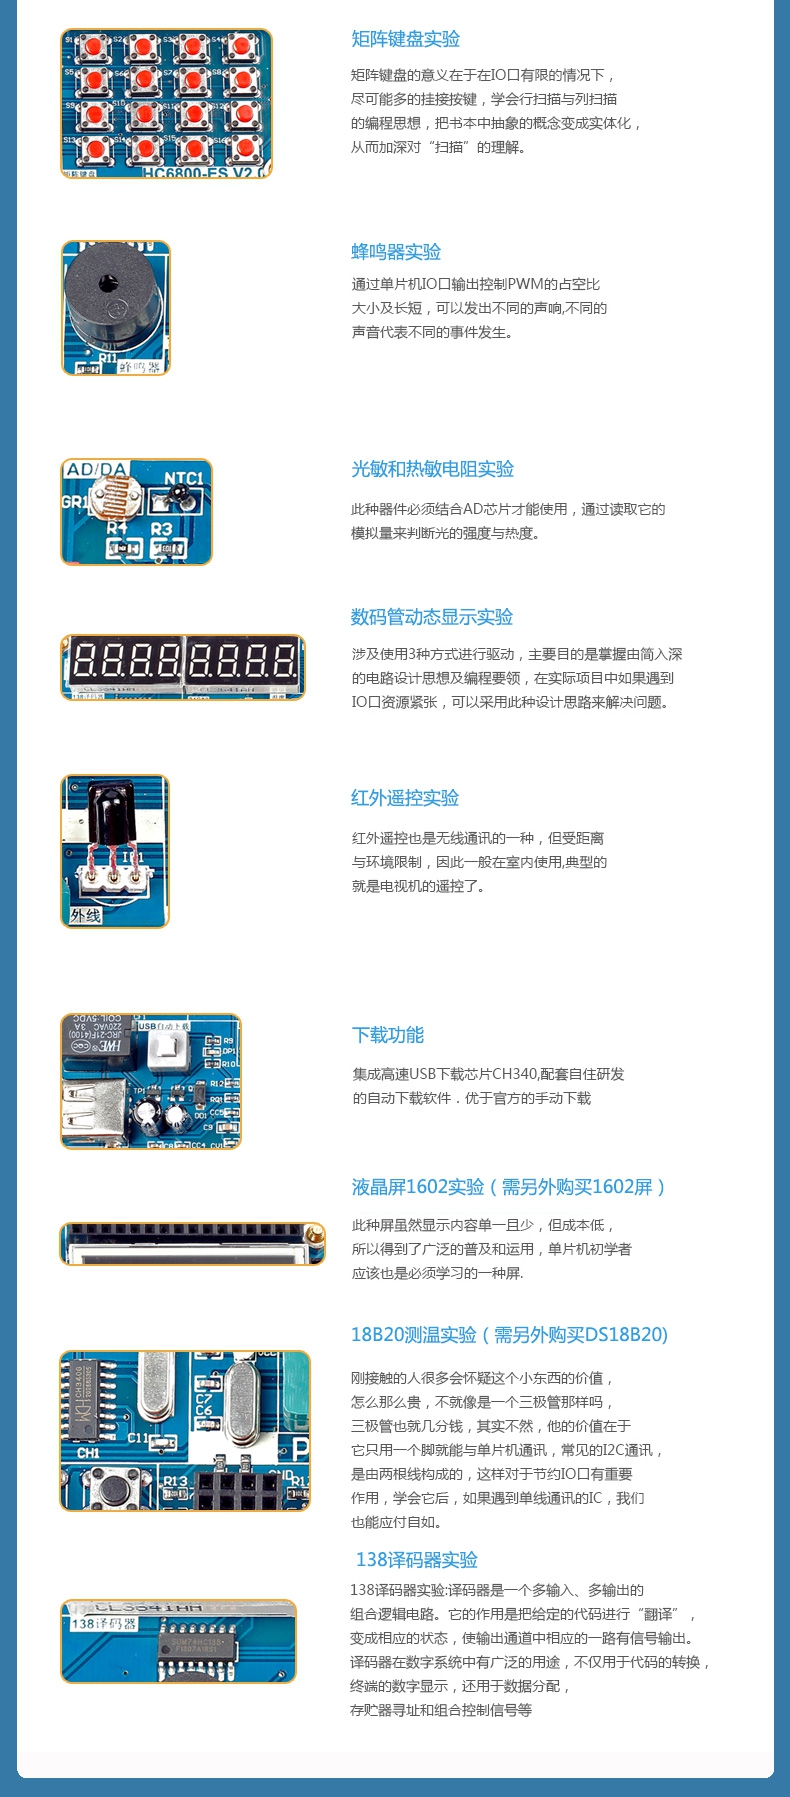 S1 S2 S3 S4
S5 S6 S7 S8
S9 S10 S11 S12
S13 S14 S15 S16
矩阵键盘 HC6800-ES V2.0
矩阵键盘实验
矩阵键盘的意义在于在IO口有限的情况下，
尽可能多的挂接按键，学会行扫描与列扫描
的编程思想，把书本中抽象的概念变成实体化，
从而加深对“扫描”的理解。
R11
蜂鸣器
蜂鸣器实验
通过单片机IO口输出控制PWM的占空比
大小及长短，可以发出不同的声响,不同的
声音代表不同的事件发生。
AD/DA
NTC1
GR1
R4 R3
光敏和热敏电阻实验
此种器件必须结合AD芯片才能使用，通过读取它的
模拟量来判断光的强度与热度。
CL3641AH CL3641AH
138译码器
数码管动态显示实验
涉及使用3种方式进行驱动，主要目的是掌握由简入深
的电路设计思想及编程要领，在实际项目中如果遇到
IO口资源紧张，可以采用此种设计思路来解决问题。
外线
红外遥控实验
红外遥控也是无线通讯的一种，但受距离
与环境限制，因此一般在室内使用,典型的
就是电视机的遥控了。
COIL:5VDC
220VAC 3A
JRC-21F(4100)
HWE
USB自动下载
R9
DP1
R10
TP1
R12
RQ1
CC5
DD1
C9
C8 CC4
下载功能
集成高速USB下载芯片CH340,配套自住研发
的自动下载软件．优于官方的手动下载
液晶屏1602实验（需另外购买1602屏）
此种屏虽然显示内容单一且少，但成本低，
所以得到了广泛的普及和运用，单片机初学者
应该也是必须学习的一种屏.
CH340G
WCH
CH1
C11
C7
C6
VCC
R13
GND
R12
P
18B20测温实验（需另外购买DS18B20)
刚接触的人很多会怀疑这个小东西的价值，
怎么那么贵，不就像是一个三极管那样吗，
三极管也就几分钱，其实不然，他的价值在于
它只用一个脚就能与单片机通讯，常见的I2C通讯，
是由两根线构成的，这样对于节约IO口有重要
作用，学会它后，如果遇到单线通讯的IC，我们
也能应付自如。
CL3641AH
138译码器
138译码器实验
138译码器实验:译码器是一个多输入、多输出的
组合逻辑电路。它的作用是把给定的代码进行“翻译”，
变成相应的状态，使输出通道中相应的一路有信号输出。
译码器在数字系统中有广泛的用途，不仅用于代码的转换，
终端的数字显示，还用于数据分配，
存贮器寻址和组合控制信号等